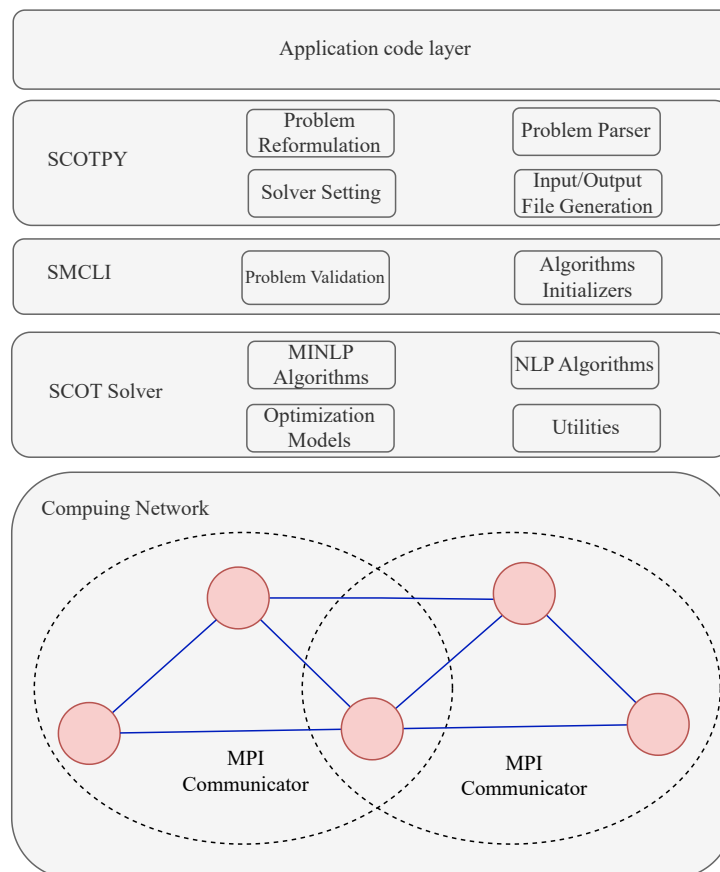 Application code layer
SCOTPY
Problem
Reformulation
Problem Parser
Solver Setting
Input/Output
File Generation
SMCLI
Problem Validation
Algorithms
Initializers
SCOT Solver
MINLP
Algorithms
NLP Algorithms
Optimization
Models
Utilities
Compuing Network
MPI
Communicator
MPI
Communicator